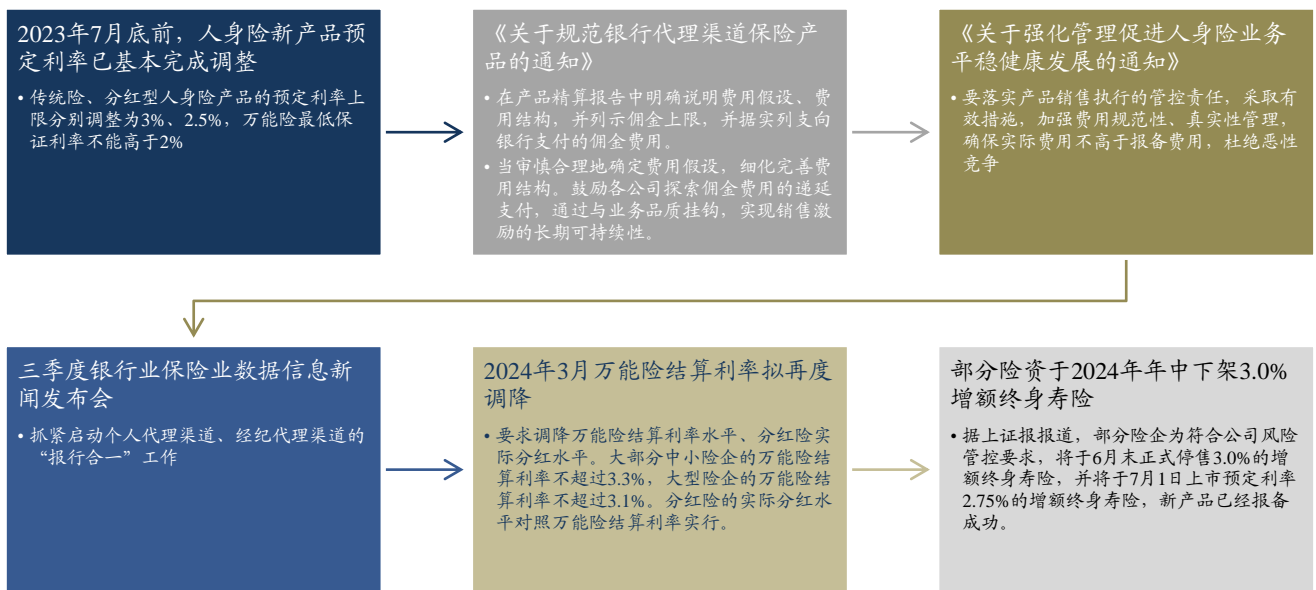 2023年7月底前，人身险新产品预
定利率已基本完成调整
• 传统险、分红型人身险产品的预定利率上
限分别调整为3%、2.5%，万能险最低保
证利率不能高于2%
《关于规范银行代理渠道保险产
品的通知》
• 在产品精算报告中明确说明费用假设、费
用结构，并列示佣金上限，并据实列支向
银行支付的佣金费用。
• 当审慎合理地确定费用假设，细化完善费
用结构。鼓励各公司探索佣金费用的递延
支付，通过与业务品质挂钩，实现销售激
励的长期可持续性。
《关于强化管理促进人身险业务
平稳健康发展的通知》
• 要落实产品销售执行的管控责任，采取有
效措施，加强费用规范性、真实性管理，
确保实际费用不高于报备费用，杜绝恶性
竞争
三季度银行业保险业数据信息新
闻发布会
• 抓紧启动个人代理渠道、经纪代理渠道的
“报行合一”工作
2024年3月万能险结算利率拟再度
调降
• 要求调降万能险结算利率水平、分红险实
际分红水平。大部分中小险企的万能险结
算利率不超过3.3%，大型险企的万能险结
算利率不超过3.1%。分红险的实际分红水
平对照万能险结算利率实行。
部分险资于2024年年中下架3.0%
增额终身寿险
• 据上证报报道，部分险企为符合公司风险
管控要求，将于6月末正式停售3.0%的增
额终身寿险，并将于7月1日上市预定利率
2.75%的增额终身寿险，新产品已经报备
成功。